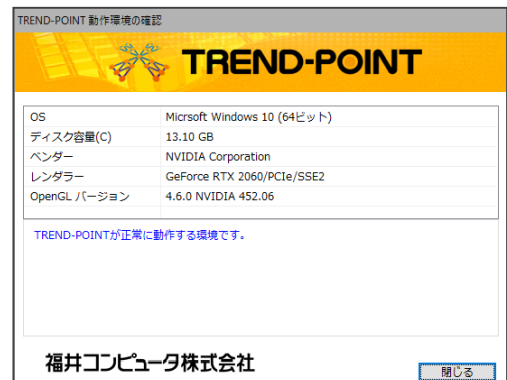 TREND-POINT 動作環境の確認
TREND-POINT
OS Micrsoft Windows 10 (64ビット)
ディスク容量(C) 13.10 GB
ベンダー NVIDIA Corporation
レンダラー GeForce RTX 2060/PCIe/SSE2
OpenGL バージョン 4.6.0 NVIDIA 452.06
TREND-POINTが正常に動作する環境です。
福井コンピュータ株式会社
閉じる